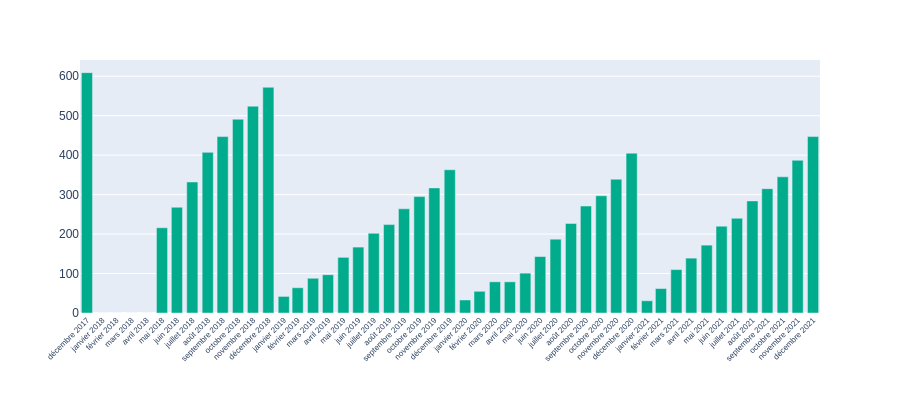 600
500
400
300
200
100
0
décembre 2017
janvier 2018
février 2018
mars 2018
avril 2018
mai 2018
juin 2018
juillet 2018
août 2018
septembre 2018
octobre 2018
novembre 2018
décembre 2018
janvier 2019
février 2019
mars 2019
avril 2019
mai 2019
juin 2019
juillet 2019
août 2019
septembre 2019
octobre 2019
novembre 2019
décembre 2019
janvier 2020
février 2020
mars 2020
avril 2020
mai 2020
juin 2020
juillet 2020
août 2020
septembre 2020
octobre 2020
novembre 2020
décembre 2020
janvier 2021
février 2021
mars 2021
avril 2021
mai 2021
juin 2021
juillet 2021
août 2021
septembre 2021
octobre 2021
novembre 2021
décembre 2021